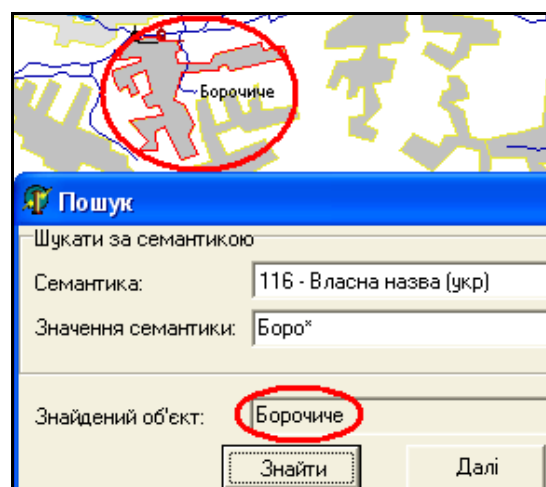 Борочиче
Пошук
Шукати за семантикою
Семантика: 116 - Власна назва (укр)
Значення семантики: Боро*
Знайдений об'єкт: Борочиче
Знайти Далі